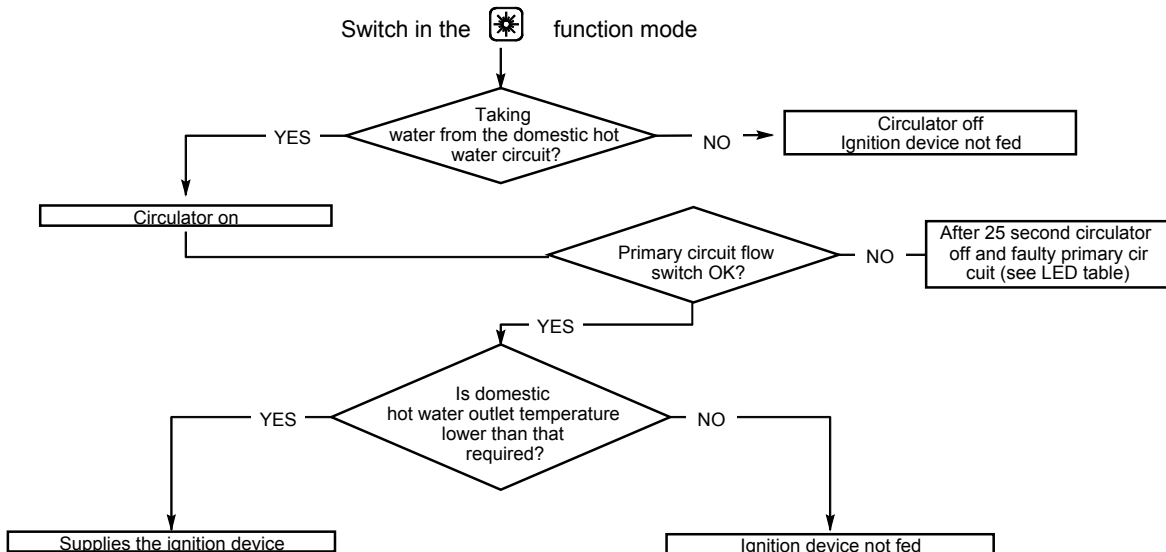 Switch in the function mode
Taking
water from the domestic hot
water circuit?
YES
NO
Circulator off
Ignition device not fed
Circulator on
Primary circuit flow
switch OK?
NO
After 25 second circulator
off and faulty primary cir
cuit (see LED table)
YES
Is domestic
hot water outlet temperature
lower than that
required?
YES
NO
Supplies the ignition device
Ignition device not fed